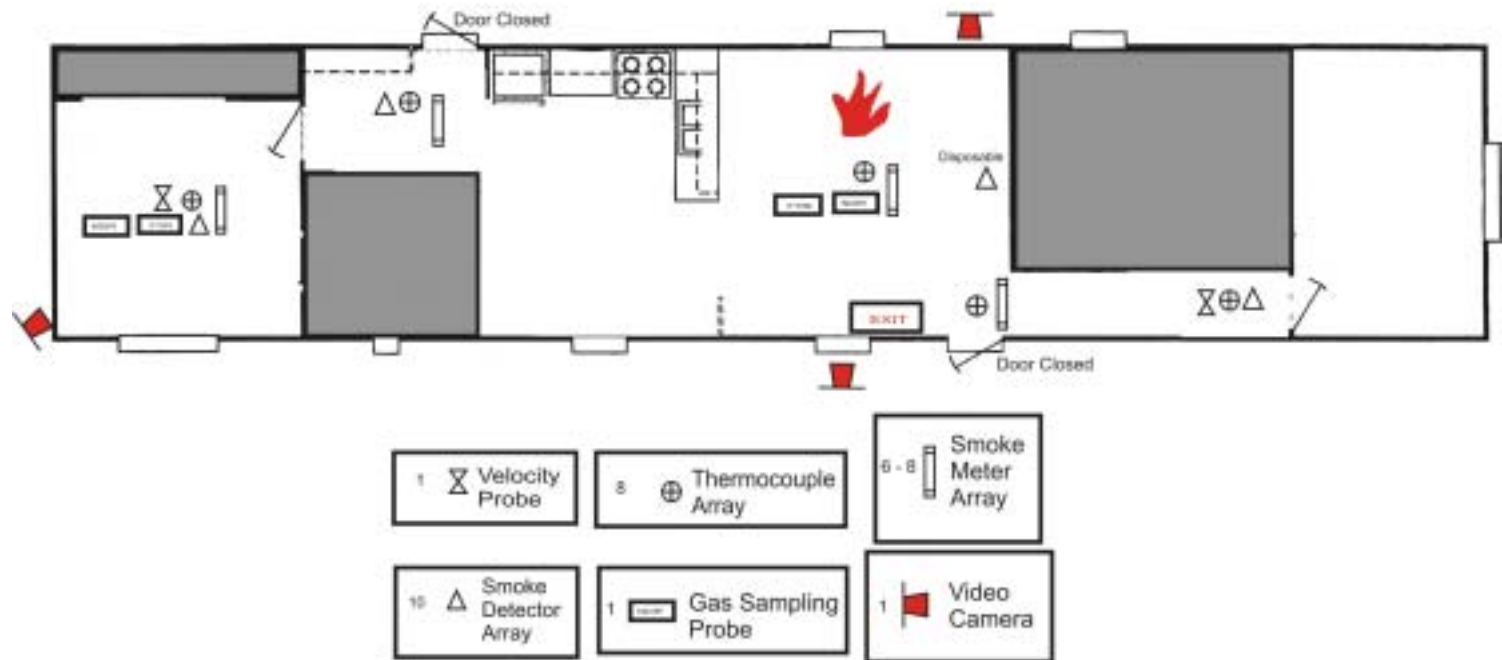 Door Closed
Disposable
EXIT
Door Closed
1 Velocity
Probe
8 Thermocouple
Array
6 - 8 Smoke
Meter
Array
10 Smoke
Detector
Array
1 Gas Sampling
Probe
1 Video
Camera